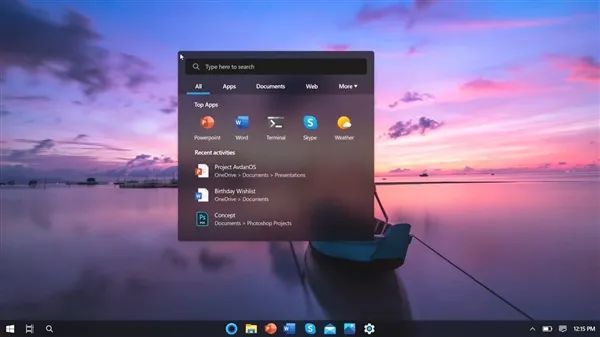 Type here to search
All Apps Documents Web More
Top Apps
Powerpoint Word Terminal Skype Weather
Recent activities
Project AvdanOS
OneDrive > Documents > Presentations
Birthday Wishlist
OneDrive > Documents
Ps
Concept
Documents > Photoshop Projects
12:15 PM